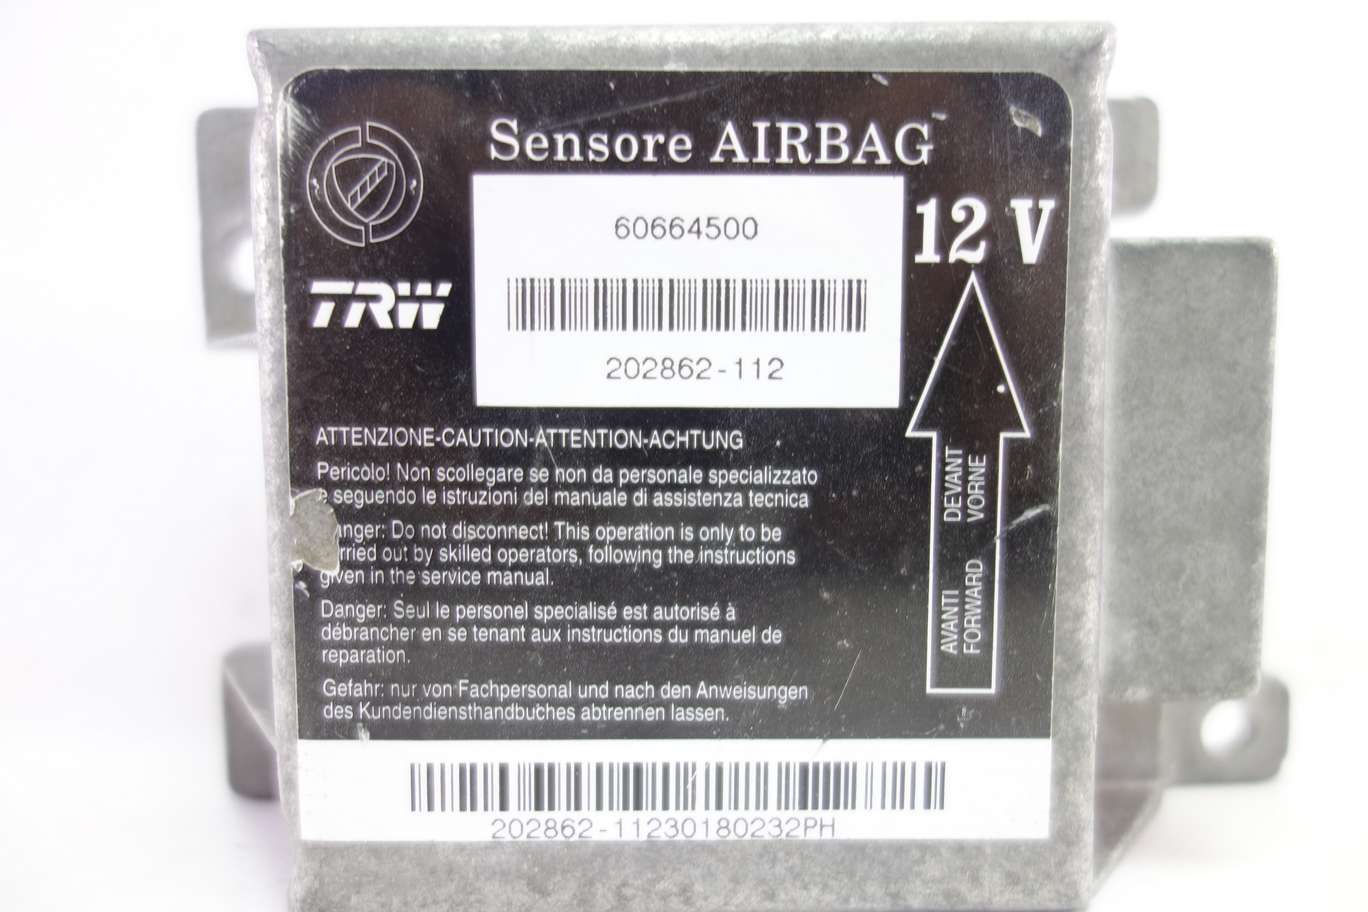 Sensore AIRBAG
60664500
12 V
TRW
202862-112
ATTENZIONE-CAUTION-ATTENTION-ACHTUNG
Pericolo! Non scollegare se non da personale specializzato
e seguendo le istruzioni del manuale di assistenza tecnica
Danger: Do not disconnect! This operation is only to be
carried out by skilled operators, following the instructions
given in the service manual.
Danger: Seul le personel specialisé est autorisé à
débrancher en se tenant aux instructions du manuel de
reparation.
Gefahr: nur von Fachpersonal und nach den Anweisungen
des Kundendiensthandbuches abtrennen lassen.
AVANTI DEVANT
FORWARD VORNE
202862-11230180232PH